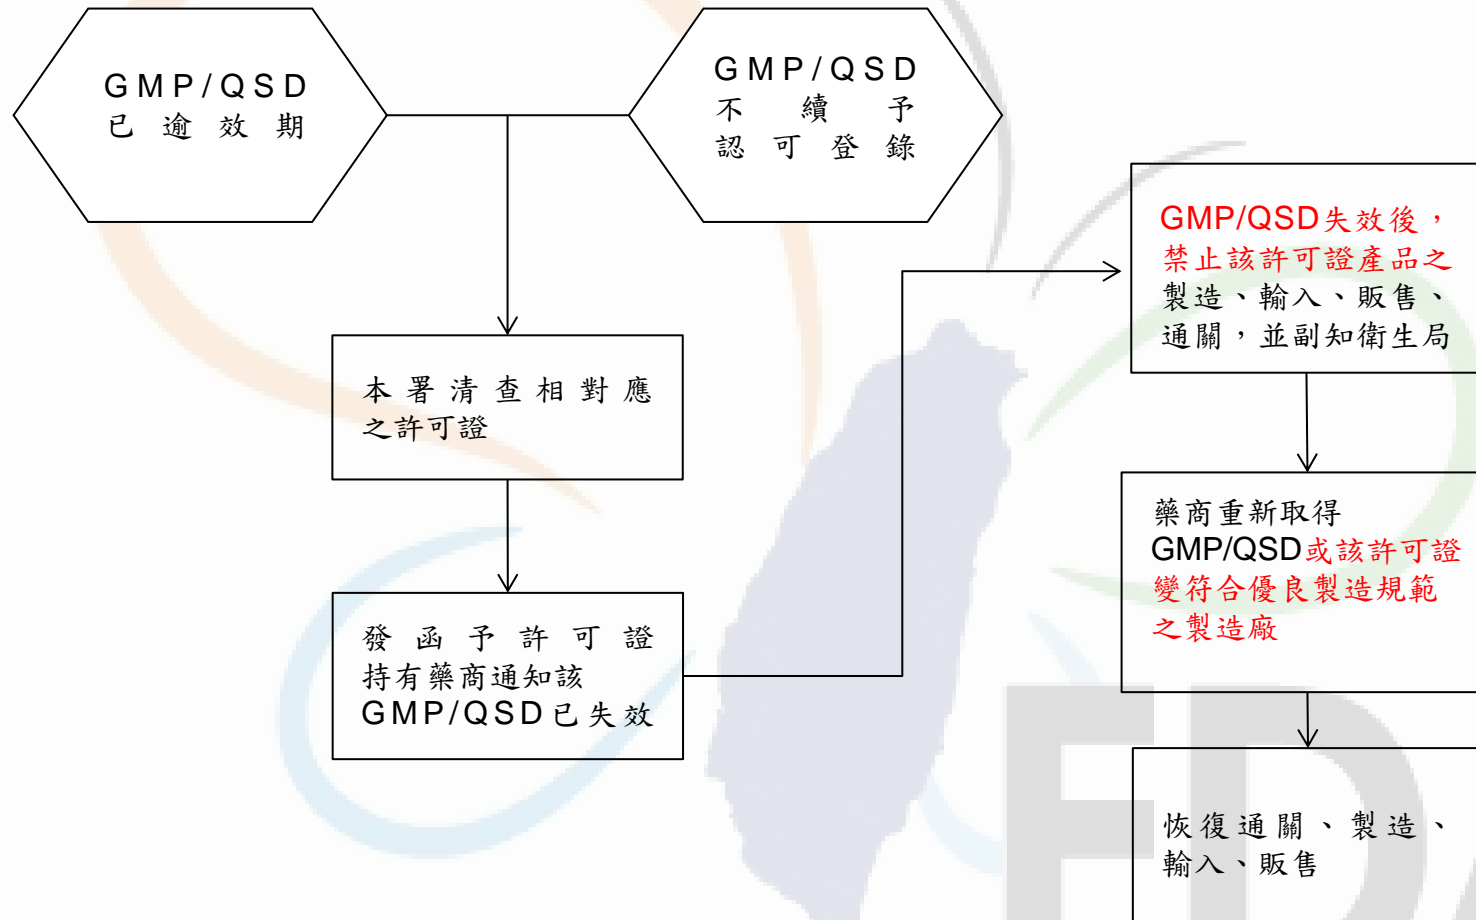 GMP/QSD
已逾效期
GMP/QSD
不續予
認可登錄
本署清查相對應
之許可證
發函予許可證
持有藥商通知該
GMP/QSD已失效
GMP/QSD失效後，
禁止該許可證產品之
製造、輸入、販售、
通關，並副知衛生局
藥商重新取得
GMP/QSD或該許可證
變符合優良製造規範
之製造廠
恢復通關、製造、
輸入、販售
FD